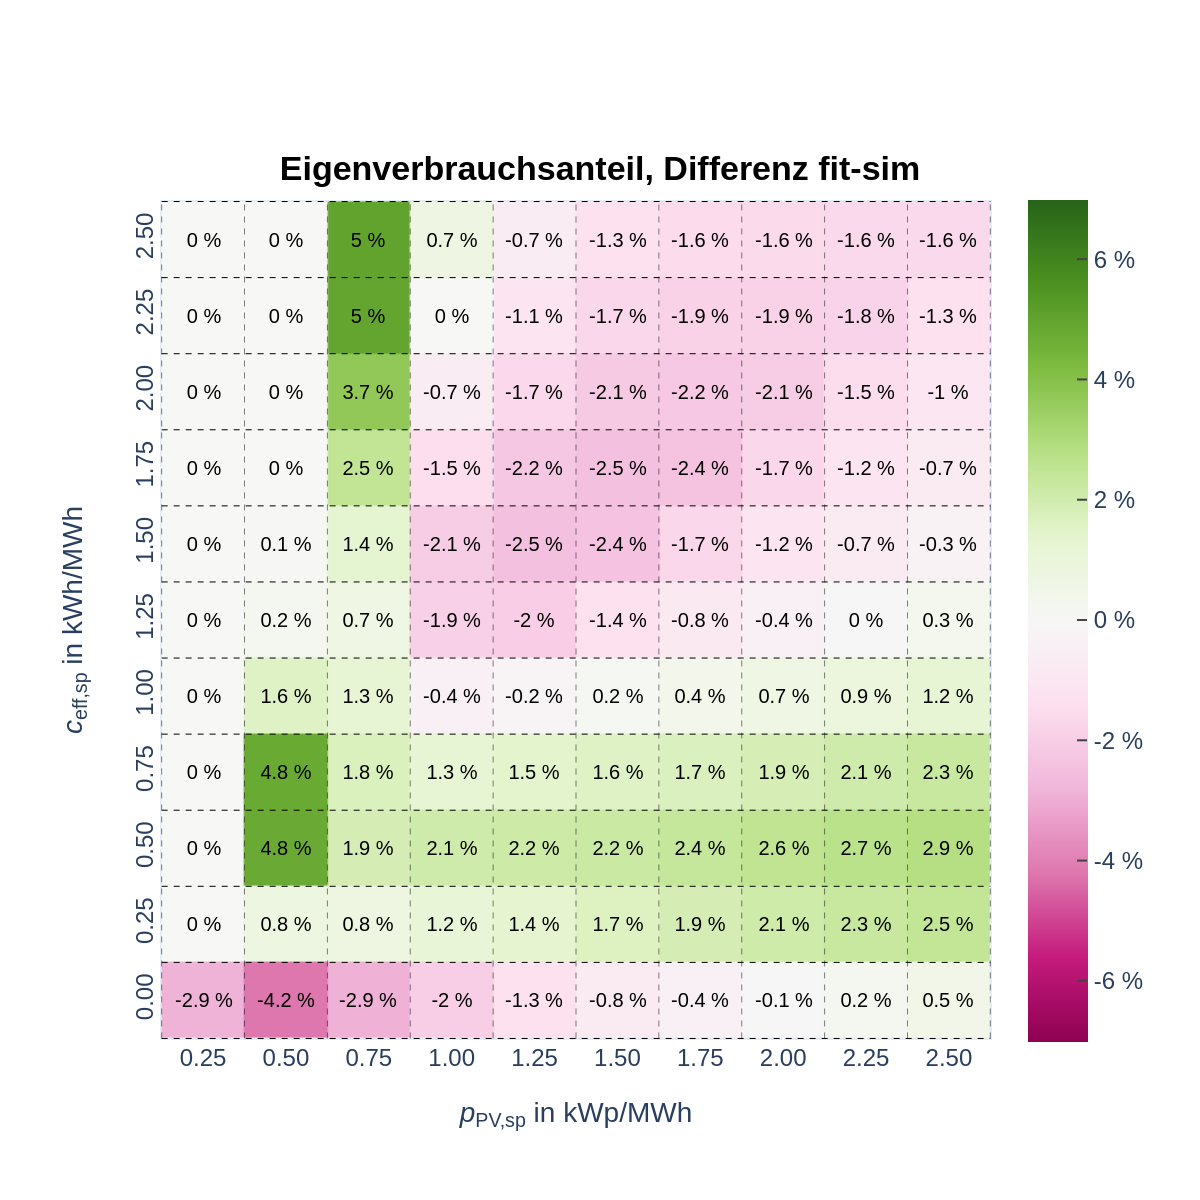 Eigenverbrauchsanteil, Differenz fit-sim
2.50 0 % 0 % 5 % 0.7 % -0.7 % -1.3 % -1.6 % -1.6 % -1.6 % -1.6 %
2.25 0 % 0 % 5 % 0 % -1.1 % -1.7 % -1.9 % -1.9 % -1.8 % -1.3 %
2.00 0 % 0 % 3.7 % -0.7 % -1.7 % -2.1 % -2.2 % -2.1 % -1.5 % -1 %
1.75 0 % 0 % 2.5 % -1.5 % -2.2 % -2.5 % -2.4 % -1.7 % -1.2 % -0.7 %
1.50 0 % 0.1 % 1.4 % -2.1 % -2.5 % -2.4 % -1.7 % -1.2 % -0.7 % -0.3 %
1.25 0 % 0.2 % 0.7 % -1.9 % -2 % -1.4 % -0.8 % -0.4 % 0 % 0.3 %
1.00 0 % 1.6 % 1.3 % -0.4 % -0.2 % 0.2 % 0.4 % 0.7 % 0.9 % 1.2 %
0.75 0 % 4.8 % 1.8 % 1.3 % 1.5 % 1.6 % 1.7 % 1.9 % 2.1 % 2.3 %
0.50 0 % 4.8 % 1.9 % 2.1 % 2.2 % 2.2 % 2.4 % 2.6 % 2.7 % 2.9 %
0.25 0 % 0.8 % 0.8 % 1.2 % 1.4 % 1.7 % 1.9 % 2.1 % 2.3 % 2.5 %
0.00 -2.9 % -4.2 % -2.9 % -2 % -1.3 % -0.8 % -0.4 % -0.1 % 0.2 % 0.5 %
0.25 0.50 0.75 1.00 1.25 1.50 1.75 2.00 2.25 2.50
pPV,sp in kWp/MWh
ceff,sp in kWh/MWh
6 %
4 %
2 %
0 %
-2 %
-4 %
-6 %